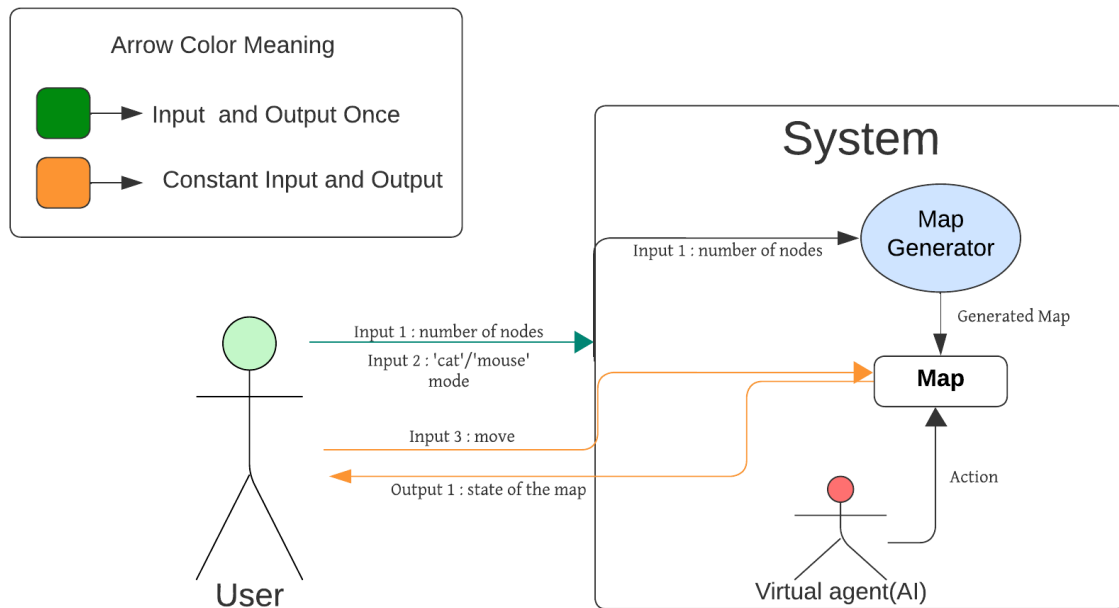 Arrow Color Meaning
Input and Output Once
Constant Input and Output
System
Map
Generator
Input 1 : number of nodes
Generated Map
Input 1 : number of nodes
Input 2 : 'cat'/'mouse'
mode
Map
Input 3 : move
Output 1 : state of the map
Action
Virtual agent(AI)
User